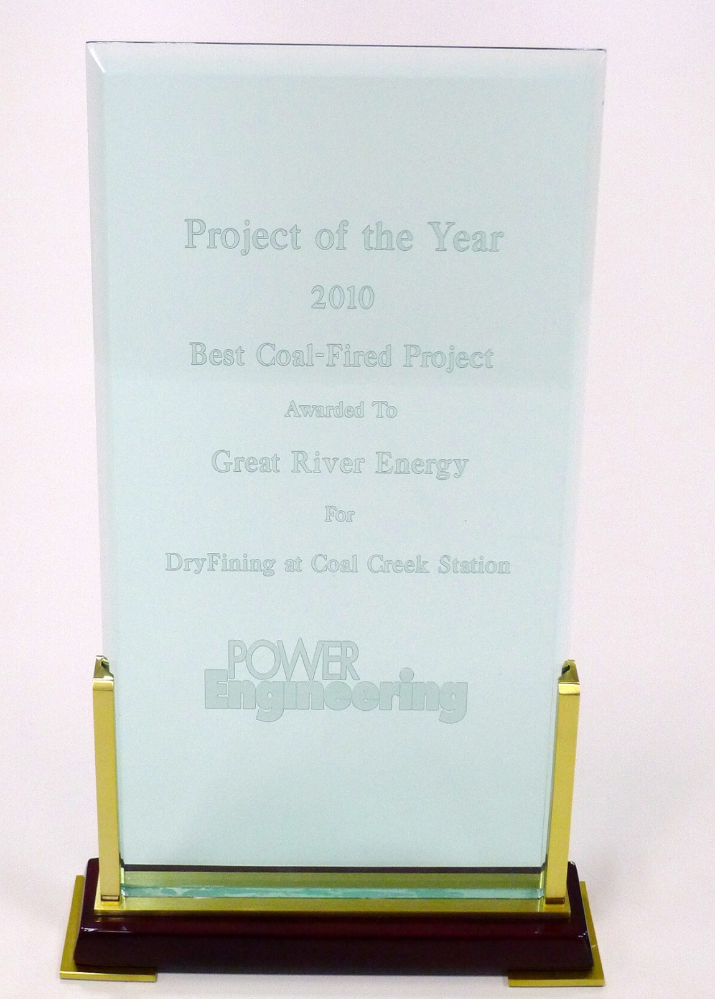 Project of the Year
2010
Best Coal-Fired Project
Awarded To
Great River Energy
For
DryFining at Coal Creek Station
POWER
Engineering